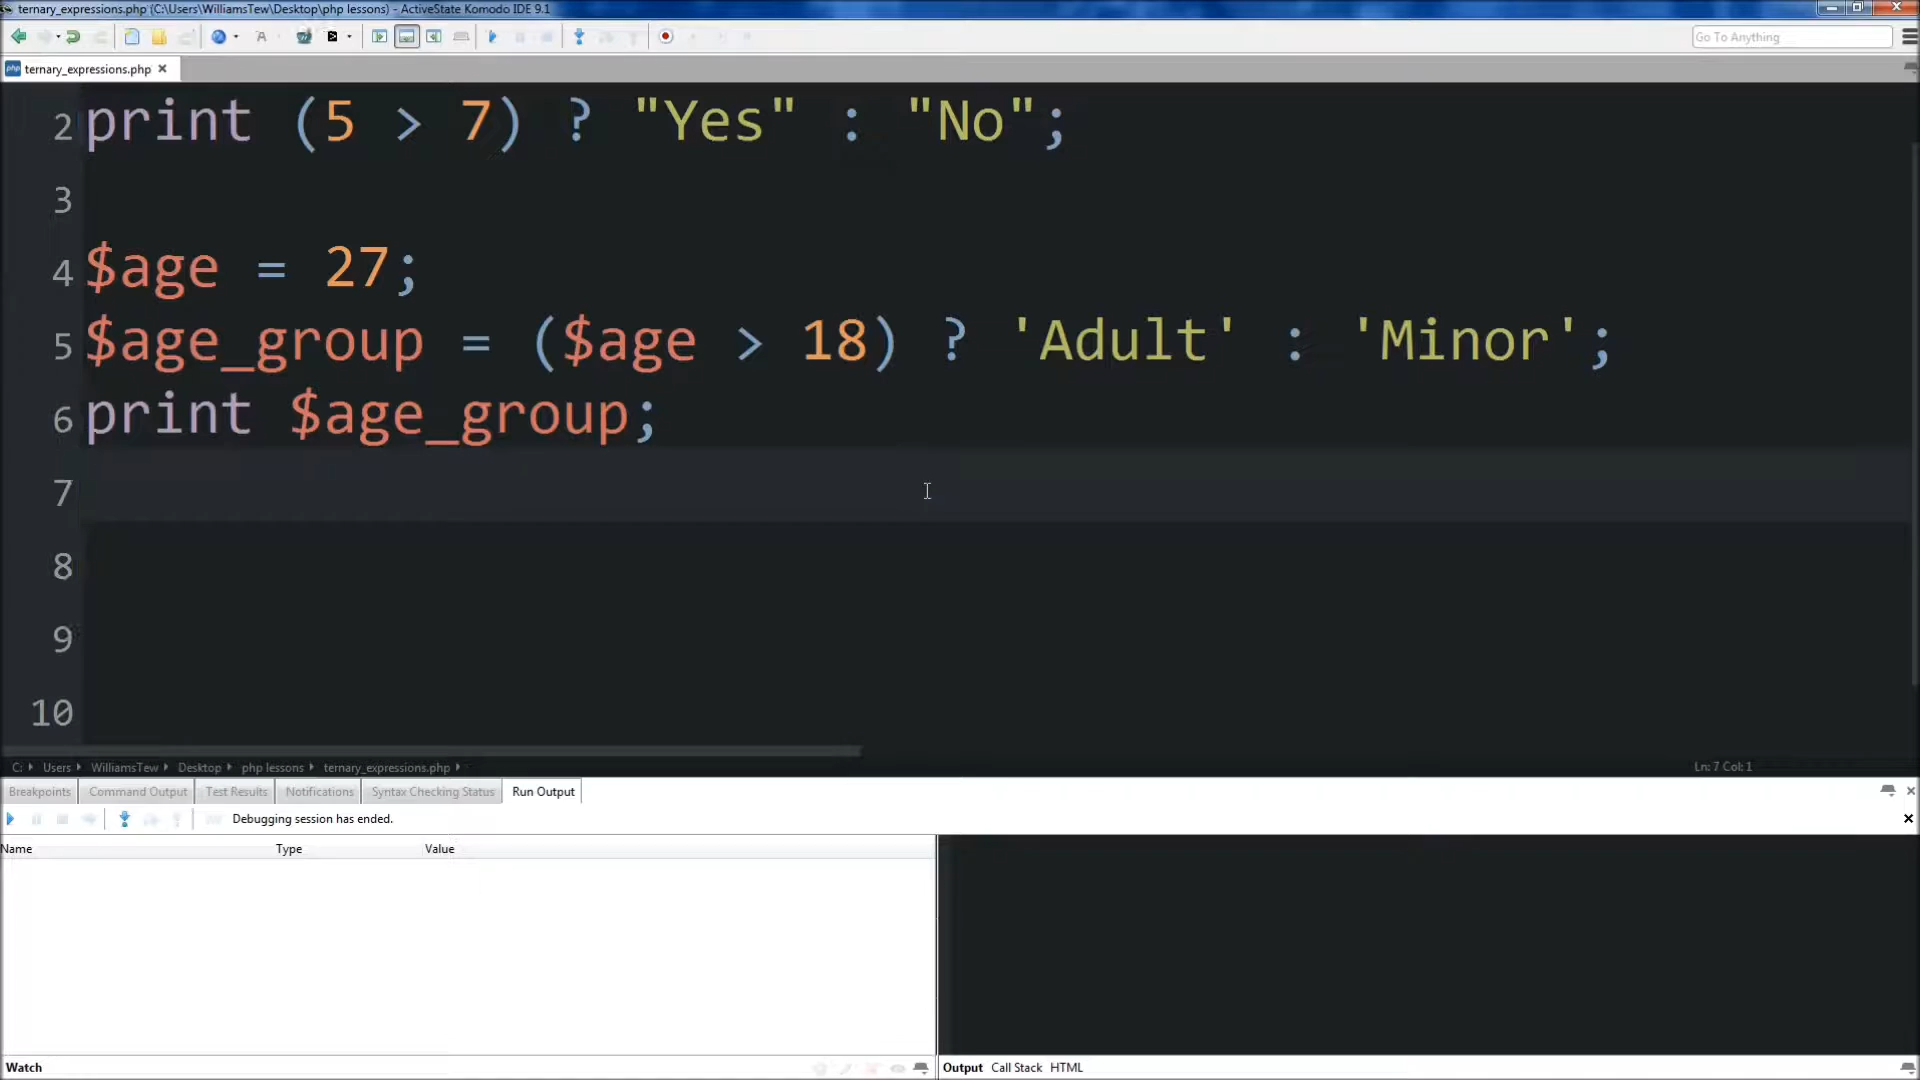 ternary_expressions.php (C:\Users\WilliamsTew\Desktop\php lessons) - ActiveState Komodo IDE 9.1
Go To Anything
php ternary_expressions.php
2 print (5 > 7) ? "Yes" : "No";
3
4 $age = 27;
5 $age_group = ($age > 18) ? 'Adult' : 'Minor';
6 print $age_group;
7
8
9
10
C: Users WilliamsTew Desktop php lessons ternary_expressions.php Ln: 7 Col: 1
Breakpoints Command Output Test Results Notifications Syntax Checking Status Run Output
Debugging session has ended.
Name Type Value
Watch Output Call Stack HTML